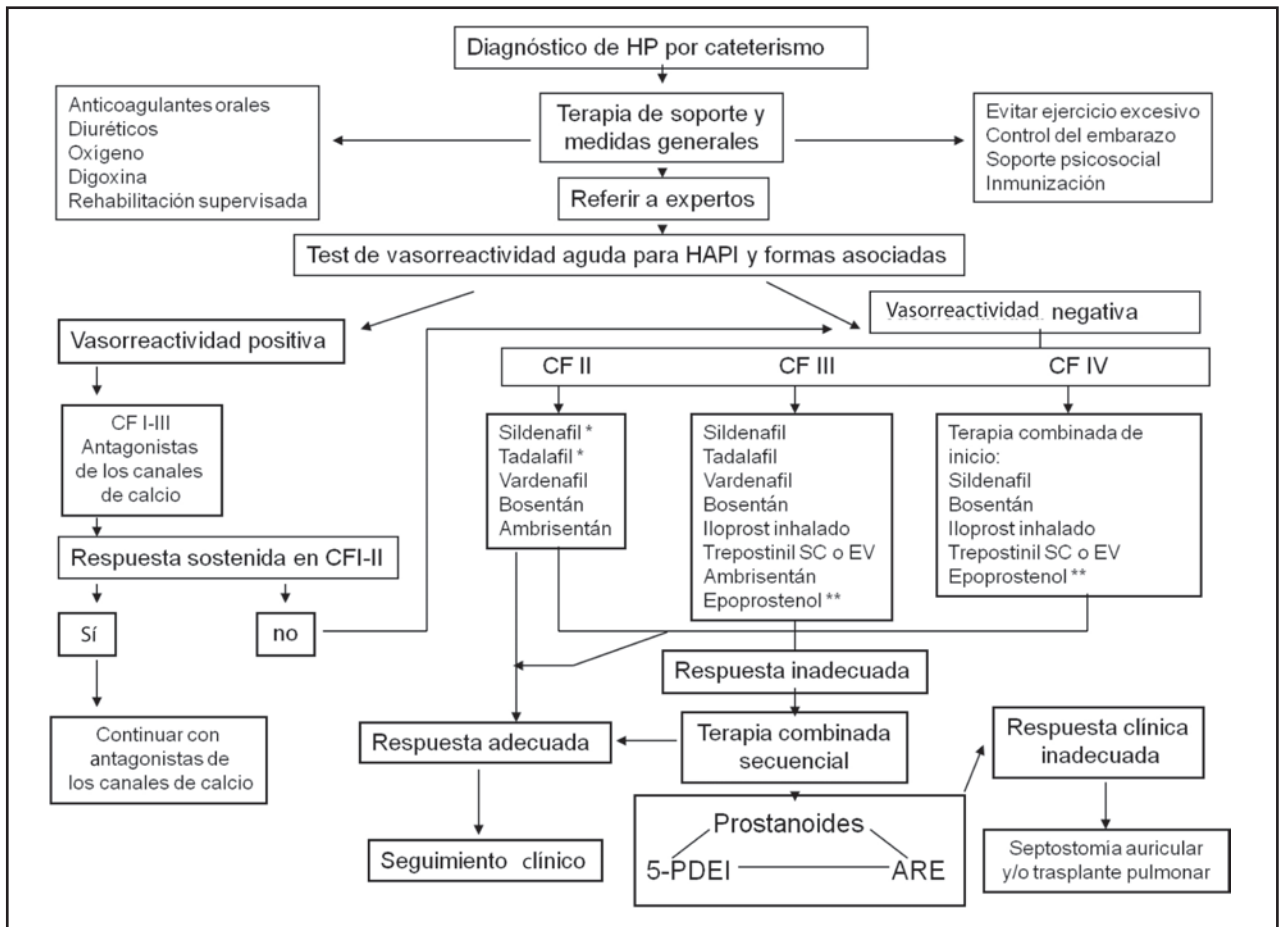 Diagnóstico de HP por cateterismo
Anticoagulantes orales
Diuréticos
Oxigeno
Digoxina
Rehabilitación supervisada
Terapia de soporte y
medidas generales
Evitar ejercicio excesivo
Control del embarazo
Soporte psicosocial
Inmunización
Referir a expertos
Test de vasorreactividad aguda para HAPI y formas asociadas
Vasorreactividad positiva
Vasorreactividad negativa
CF II CF III CF IV
CF I-III
Antagonistas
de los canales
de calcio
Sildenafil *
Tadalafil *
Vardenafil
Bosentán
Ambrisentán
Sildenafil
Tadalafil
Vardenafil
Bosentán
Iloprost inhalado
Trepostinil SC o EV
Ambrisentán
Epoprostenol **
Terapia combinada de
inicio:
Sildenafil
Bosentán
Iloprost inhalado
Trepostinil SC o EV
Epoprostenol **
Respuesta sostenida en CFI-II
Sí
no
Continuar con
antagonistas de
los canales de calcio
Respuesta inadecuada
Respuesta adecuada
Terapia combinada
secuencial
Respuesta clínica
inadecuada
Seguimiento clínico
Prostanoides
5-PDEI ARE
Septostomia auricular
y/o trasplante pulmonar